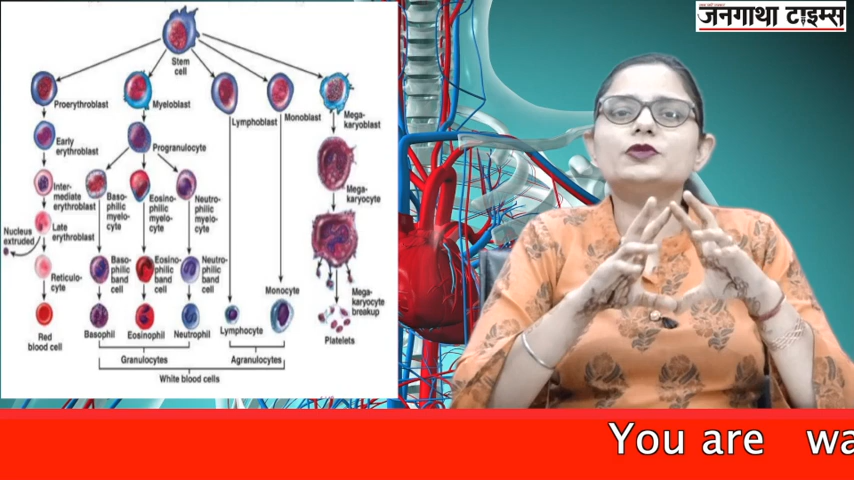 जनगाथा टाइम्स
Stem
cell
Proerythroblast
Myeloblast
Lymphoblast
Monoblast
Mega-
karyoblast
Early
erythroblast
Progranulocyte
Inter-
mediate
erythroblast
Baso-
philic
myelo-
cyte
Eosino-
philic
myelo-
cyte
Neutro-
philic
myelo-
cyte
Mega-
karyocyte
Nucleus
extruded
Late
erythroblast
Reticulo-
cyte
Baso-
philic
band
cell
Eosino-
philic
band
cell
Neutro-
philic
band
cell
Monocyte
Mega-
karyocyte
breakup
Red
blood cell
Basophil
Eosinophil
Neutrophil
Lymphocyte
Platelets
Granulocytes
Agranulocytes
White blood cells
You are wa